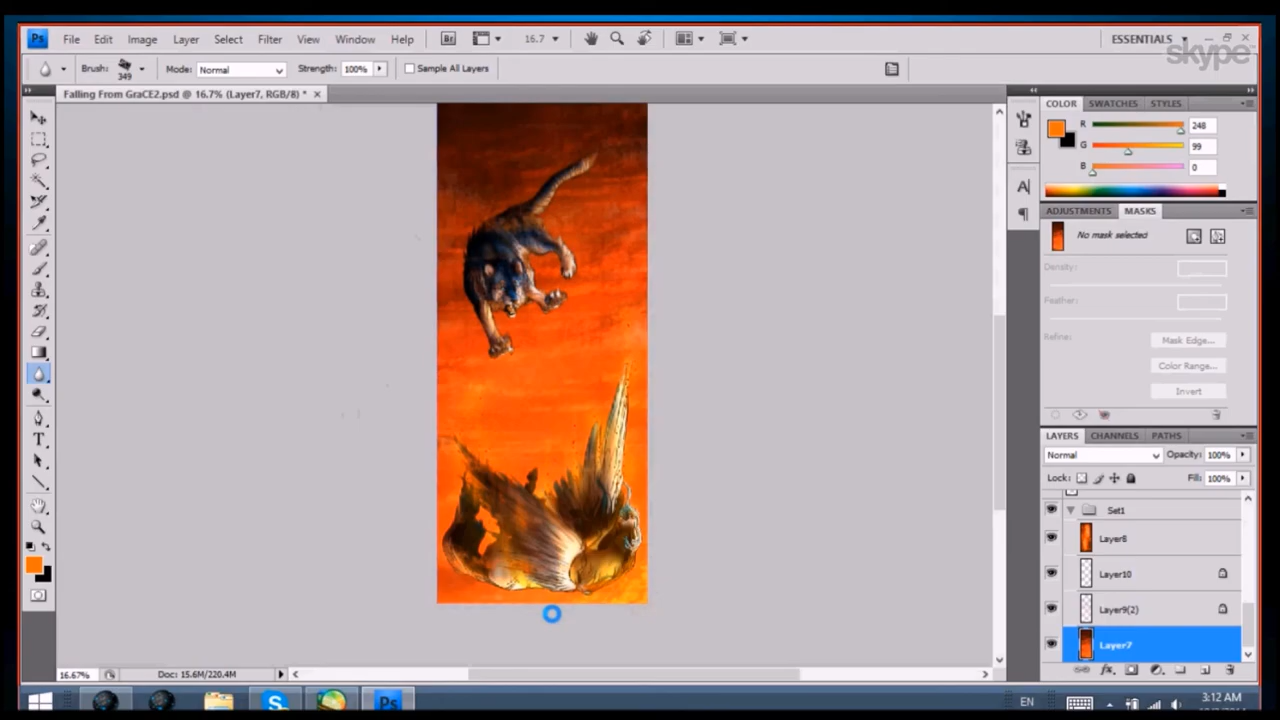 Ps File Edit Image Layer Select Filter View Window Help Br 16.7 ESSENTIALS
skype
Brush: 349 Mode: Normal Strength: 100% Sample All Layers
Falling From GraCE2.psd @ 16.7% (Layer7, RGB/8) *
COLOR SWATCHES STYLES
R 248
G 99
B 0
ADJUSTMENTS MASKS
No mask selected
Density:
Feather:
Refine: Mask Edge...
Color Range...
Invert
LAYERS CHANNELS PATHS
Normal Opacity: 100%
Lock: Fill: 100%
Set1
Layer8
Layer10
Layer9(2)
Layer7
16.67% Doc: 15.6M/220.4M
EN 3:12 AM